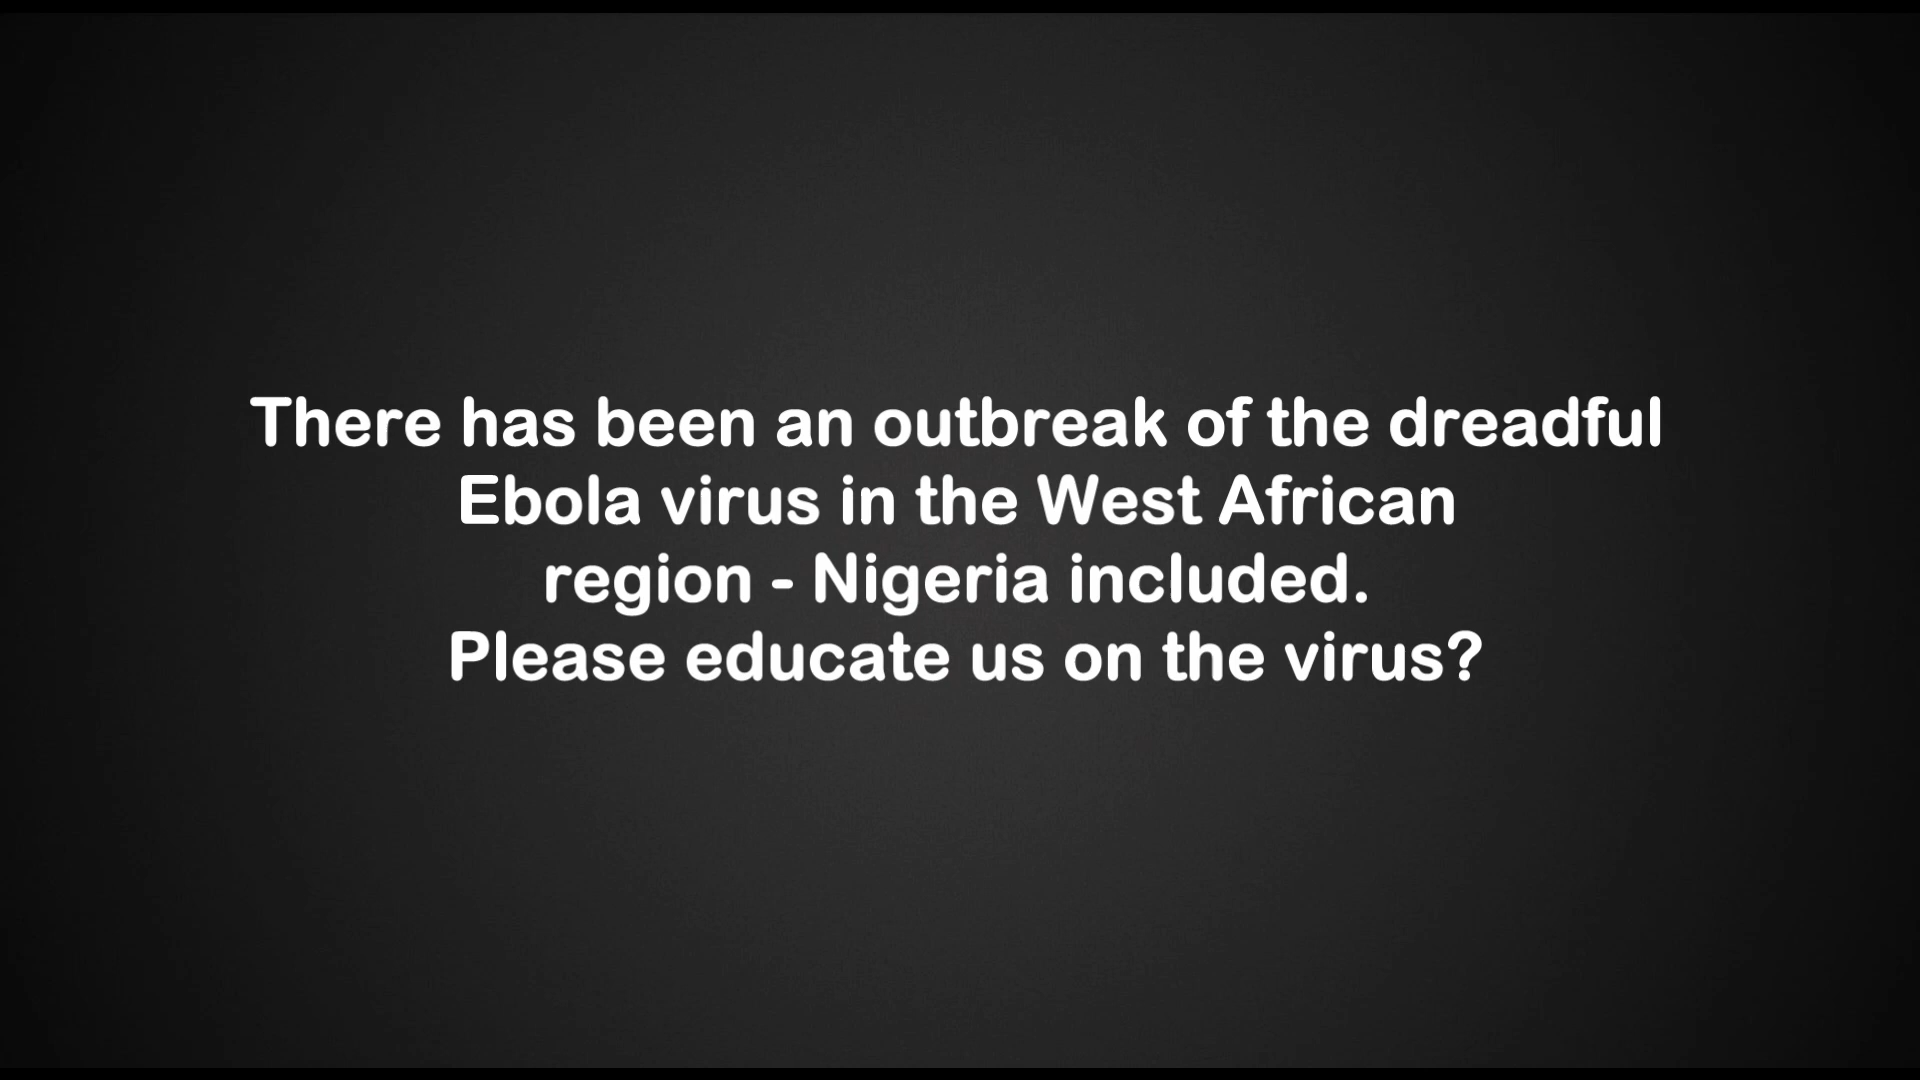 There has been an outbreak of the dreadful
Ebola virus in the West African
region - Nigeria included.
Please educate us on the virus?